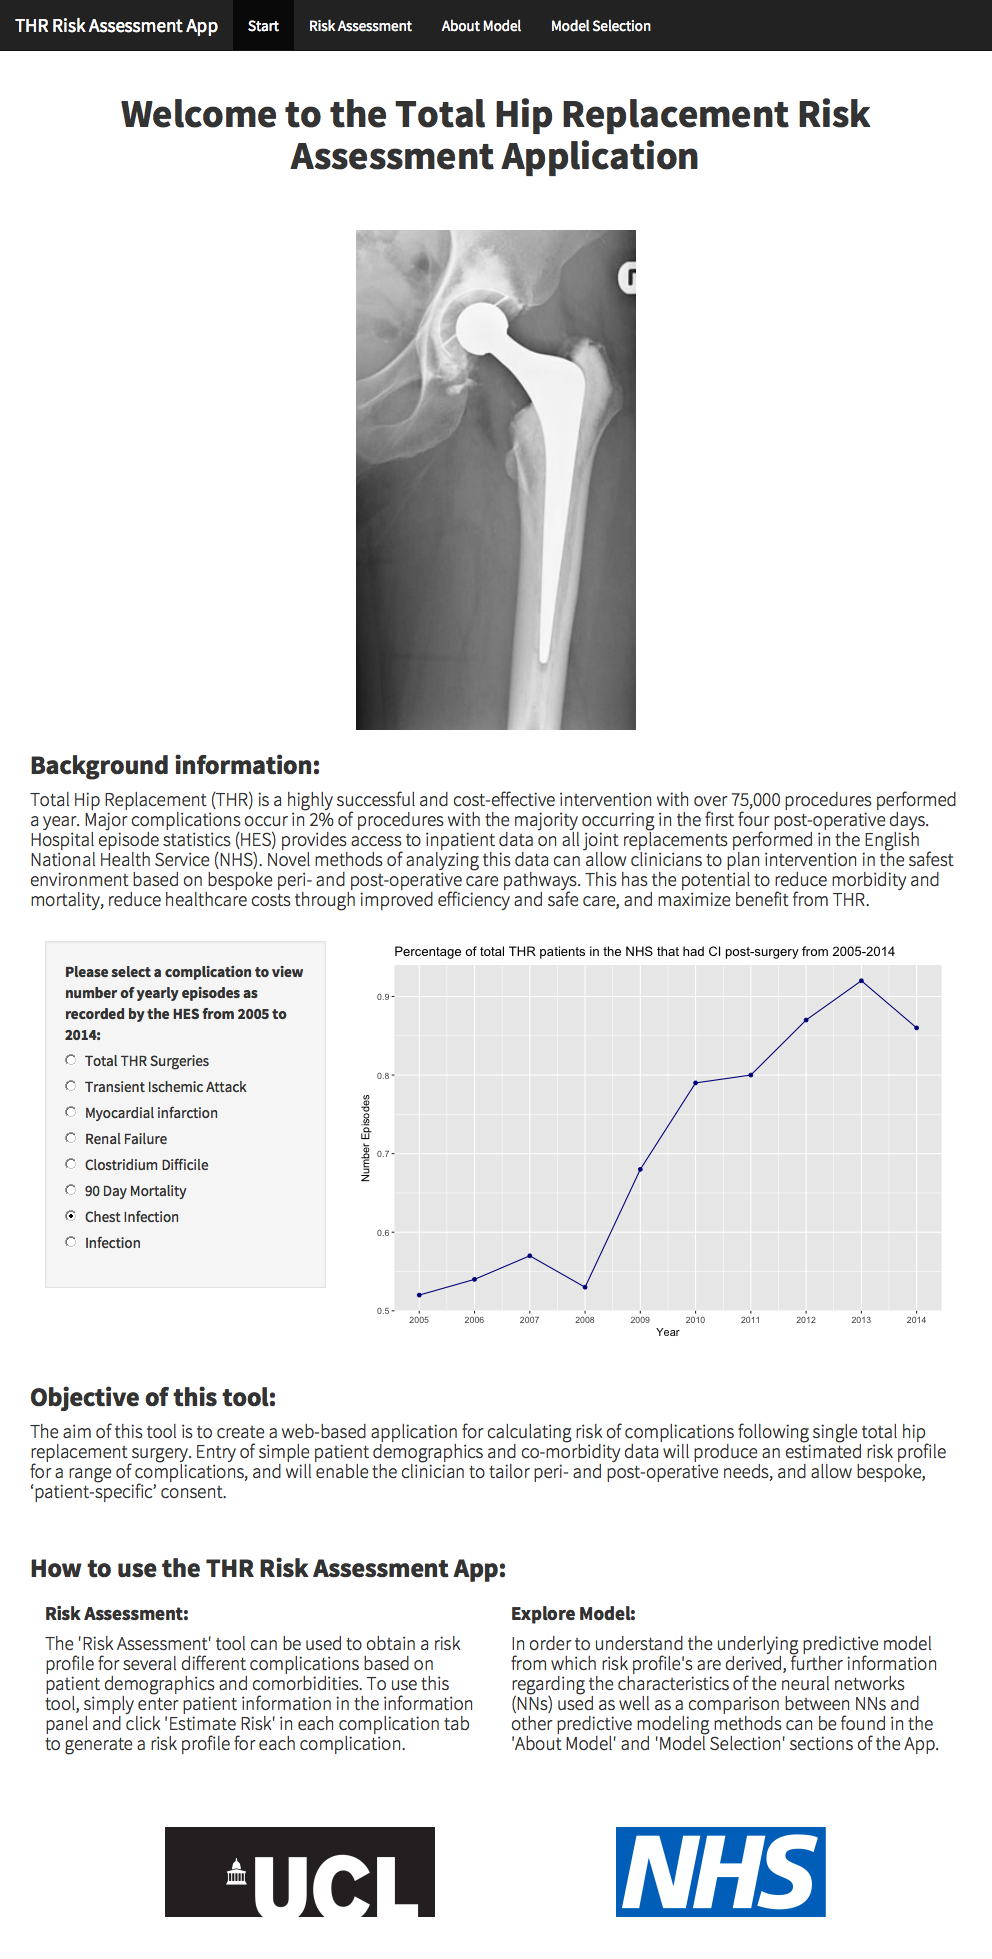 THR Risk Assessment App Start Risk Assessment About Model Model Selection
Welcome to the Total Hip Replacement Risk
Assessment Application
Background information:
Total Hip Replacement (THR) is a highly successful and cost-effective intervention with over 75,000 procedures performed
a year. Major complications occur in 2% of procedures with the majority occurring in the first four post-operative days.
Hospital episode statistics (HES) provides access to inpatient data on all joint replacements performed in the English
National Health Service (NHS). Novel methods of analyzing this data can allow clinicians to plan intervention in the safest
environment based on bespoke peri- and post-operative care pathways. This has the potential to reduce morbidity and
mortality, reduce healthcare costs through improved efficiency and safe care, and maximize benefit from THR.
Please select a complication to view
number of yearly episodes as
recorded by the HES from 2005 to
2014:
Total THR Surgeries
Transient Ischemic Attack
Myocardial infarction
Renal Failure
Clostridium Difficile
90 Day Mortality
Chest Infection
Infection
Percentage of total THR patients in the NHS that had CI post-surgery from 2005-2014
Number Episodes
0.9
0.8
0.7
0.6
0.5
2005 2006 2007 2008 2009 2010 2011 2012 2013 2014
Year
Objective of this tool:
The aim of this tool is to create a web-based application for calculating risk of complications following single total hip
replacement surgery. Entry of simple patient demographics and co-morbidity data will produce an estimated risk profile
for a range of complications, and will enable the clinician to tailor peri- and post-operative needs, and allow bespoke,
‘patient-specific’ consent.
How to use the THR Risk Assessment App:
Risk Assessment:
The 'Risk Assessment' tool can be used to obtain a risk
profile for several different complications based on
patient demographics and comorbidities. To use this
tool, simply enter patient information in the information
panel and click 'Estimate Risk' in each complication tab
to generate a risk profile for each complication.
Explore Model:
In order to understand the underlying predictive model
from which risk profile's are derived, further information
regarding the characteristics of the neural networks
(NNs) used as well as a comparison between NNs and
other predictive modeling methods can be found in the
'About Model' and 'Model Selection' sections of the App.
UCL
NHS